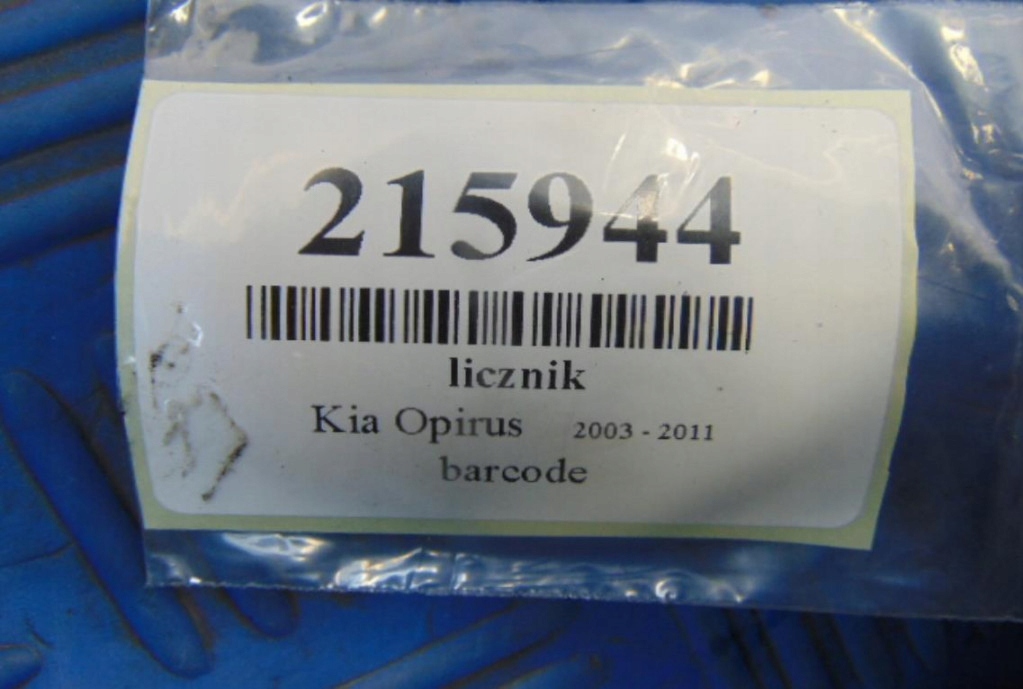 215944
licznik
Kia Opirus 2003 - 2011
barcode